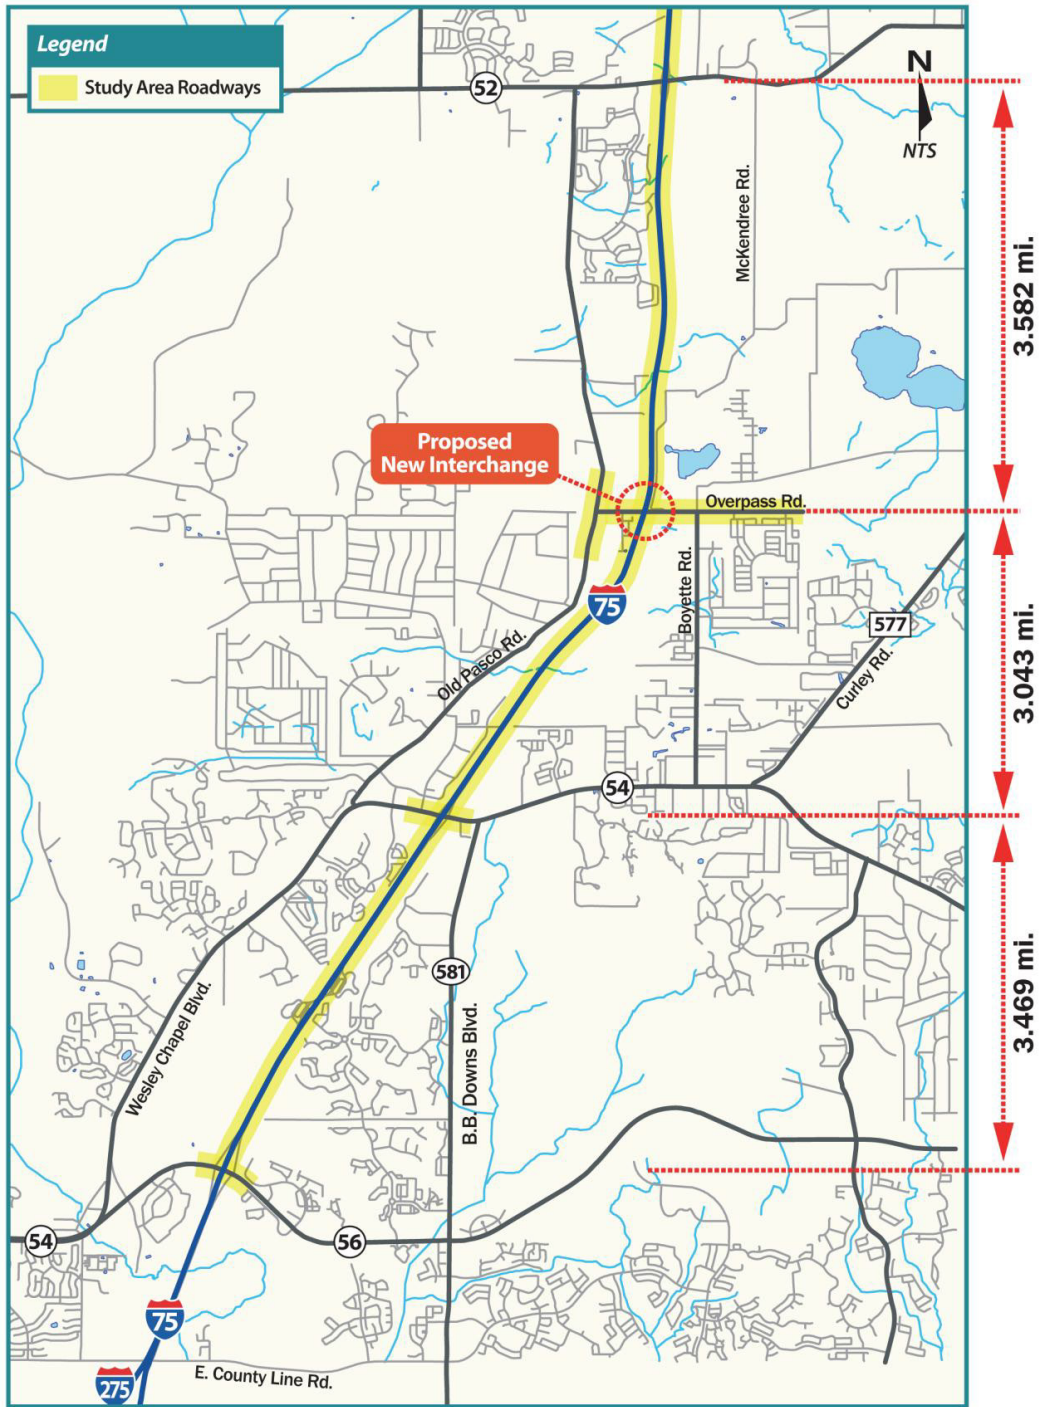 Legend
Study Area Roadways
52
N
NTS
McKendree Rd.
3.582 mi.
Proposed
New Interchange
Overpass Rd.
75
Boyette Rd.
577
Old Pasco Rd.
Curley Rd.
3.043 mi.
54
581
Wesley Chapel Blvd.
B.B. Downs Blvd.
3.469 mi.
54
56
75
275
E. County Line Rd.